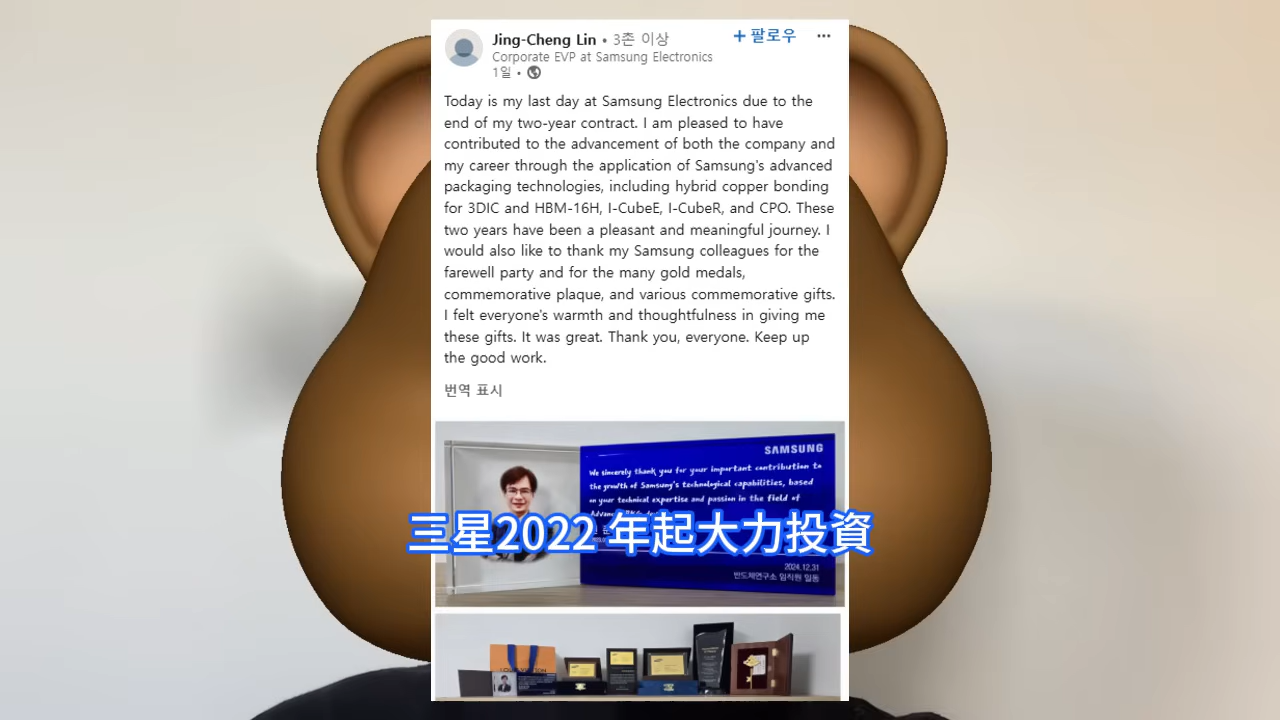 Jing-Cheng Lin • 3촌 이상
+ 팔로우
Corporate EVP at Samsung Electronics
1일 •
Today is my last day at Samsung Electronics due to the
end of my two-year contract. I am pleased to have
contributed to the advancement of both the company and
my career through the application of Samsung's advanced
packaging technologies, including hybrid copper bonding
for 3DIC and HBM-16H, I-CubeE, I-CubeR, and CPO. These
two years have been a pleasant and meaningful journey. I
would also like to thank my Samsung colleagues for the
farewell party and for the many gold medals,
commemorative plaque, and various commemorative gifts.
I felt everyone's warmth and thoughtfulness in giving me
these gifts. It was great. Thank you, everyone. Keep up
the good work.
번역 표시
SAMSUNG
We sincerely thank you for your important contribution to
the growth of Samsung's technological capabilities, based
on your technical expertise and passion in the field of
三星2022 年起大力投資
2024.12.31
반도체연구소 임직원 일동